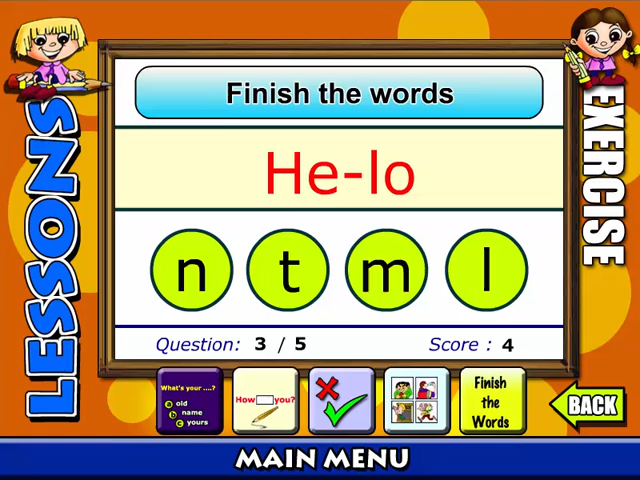 LESSONS
EXERCISE
Finish the words
He-lo
n t m l
Question: 3 / 5 Score : 4
What's your ....?
a old
b name
c yours
How you?
Finish
the
Words
BACK
MAIN MENU